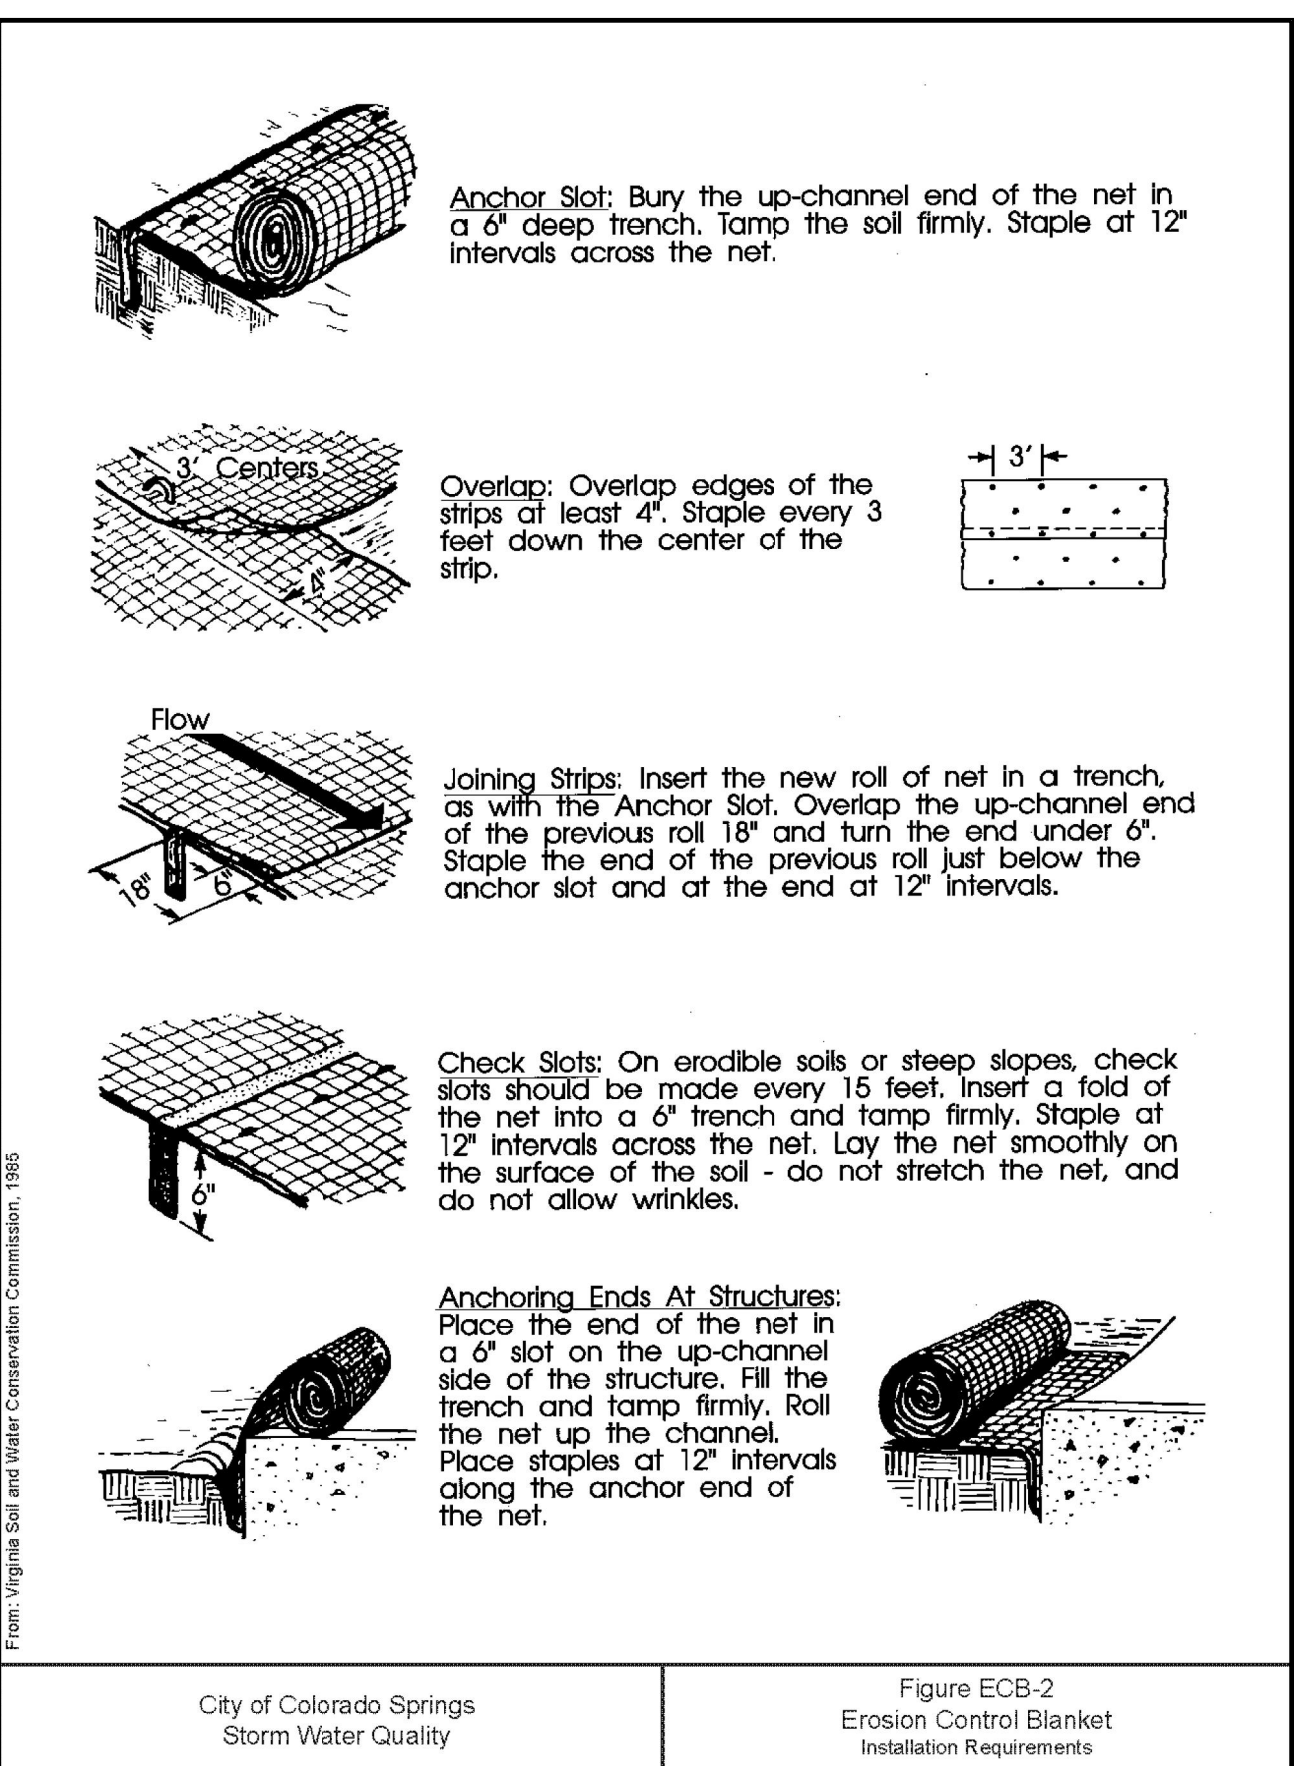 Anchor Slot: Bury the up-channel end of the net in
a 6" deep trench. Tamp the soil firmly. Staple at 12"
intervals across the net.
3' Centers
4"
Overlap: Overlap edges of the
strips at least 4". Staple every 3
feet down the center of the
strip.
3'
Flow
18"
6"
Joining Strips: Insert the new roll of net in a trench,
as with the Anchor Slot. Overlap the up-channel end
of the previous roll 18" and turn the end under 6".
Staple the end of the previous roll just below the
anchor slot and at the end at 12" intervals.
6"
Check Slots: On erodible soils or steep slopes, check
slots should be made every 15 feet. Insert a fold of
the net into a 6" trench and tamp firmly. Staple at
12" intervals across the net. Lay the net smoothly on
the surface of the soil - do not stretch the net, and
do not allow wrinkles.
Anchoring Ends At Structures:
Place the end of the net in
a 6" slot on the up-channel
side of the structure. Fill the
trench and tamp firmly. Roll
the net up the channel.
Place staples at 12" intervals
along the anchor end of
the net.
From: Virginia Soil and Water Conservation Commission, 1985
City of Colorado Springs
Storm Water Quality
Figure ECB-2
Erosion Control Blanket
Installation Requirements